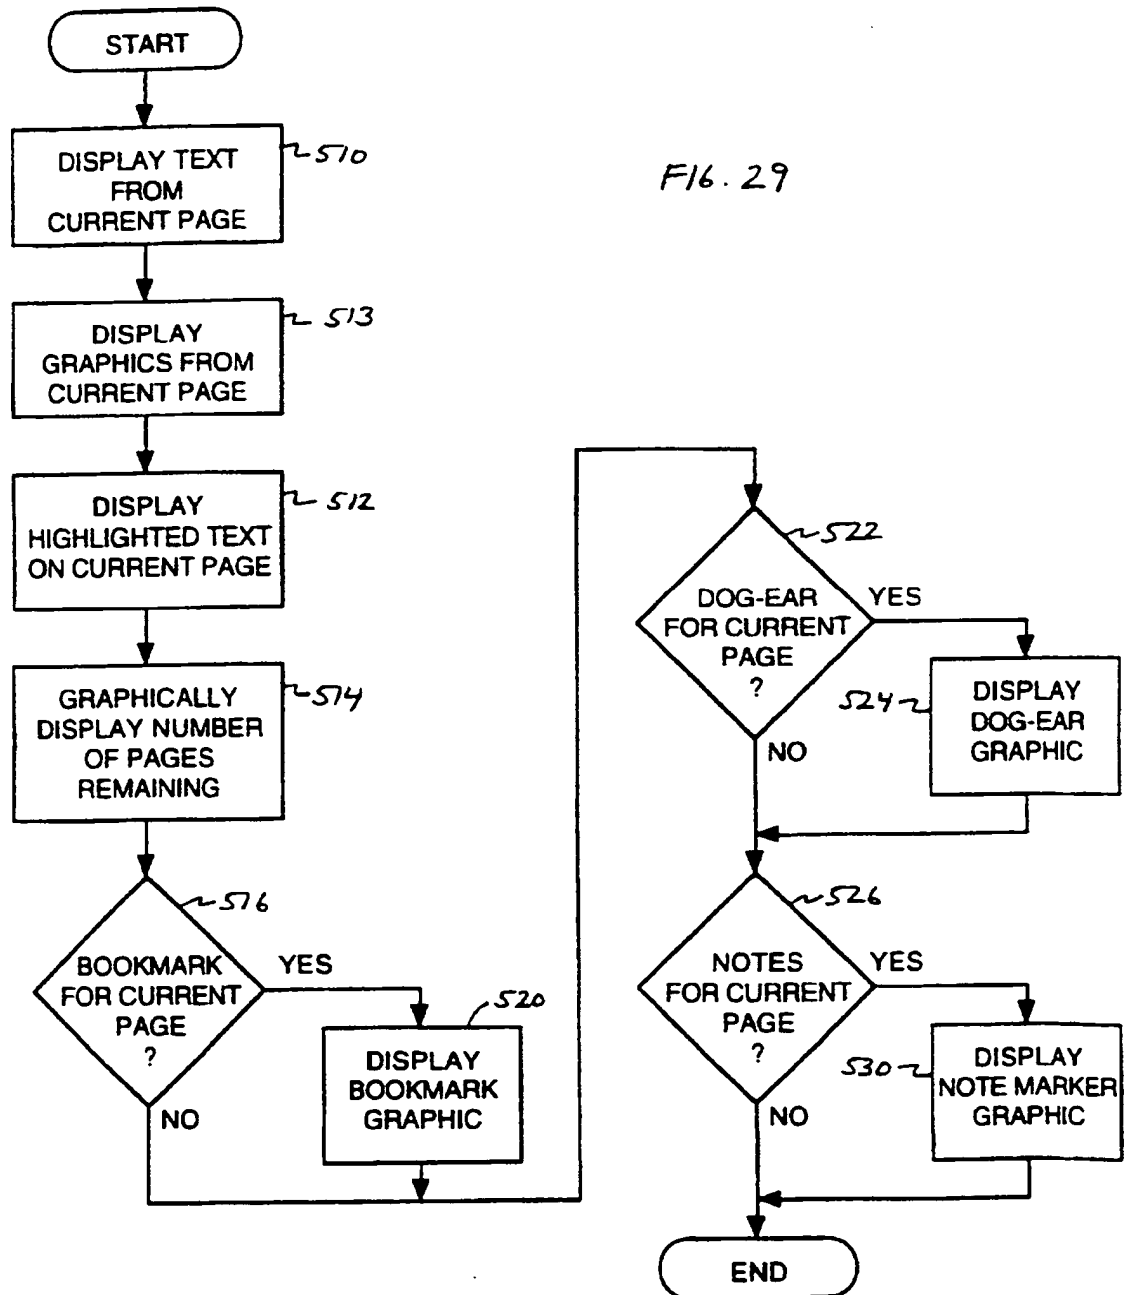 START
DISPLAY TEXT
FROM
CURRENT PAGE
510
FIG. 29
DISPLAY
GRAPHICS FROM
CURRENT PAGE
513
DISPLAY
HIGHLIGHTED TEXT
ON CURRENT PAGE
512
GRAPHICALLY
DISPLAY NUMBER
OF PAGES
REMAINING
514
516
BOOKMARK
FOR CURRENT
PAGE
?
YES
NO
520
DISPLAY
BOOKMARK
GRAPHIC
522
DOG-EAR
FOR CURRENT
PAGE
?
YES
NO
524
DISPLAY
DOG-EAR
GRAPHIC
526
NOTES
FOR CURRENT
PAGE
?
YES
NO
530
DISPLAY
NOTE MARKER
GRAPHIC
END